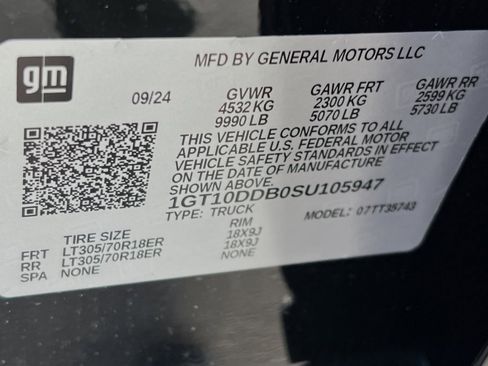 gm
MFD BY GENERAL MOTORS LLC
09/24 GVWR GAWR FRT GAWR RR
4532 KG 2300 KG 2599 KG
9990 LB 5070 LB 5730 LB
THIS VEHICLE CONFORMS TO ALL
APPLICABLE U.S. FEDERAL MOTOR
VEHICLE SAFETY STANDARDS IN EFFECT
ON THE DATE OF MANUFACTURE
1GT10DDB0SU105947
TYPE: TRUCK MODEL: 07TT35743
TIRE SIZE RIM
FRT LT305/70R18ER 18X9J
RR LT305/70R18ER 18X9J
SPA NONE NONE